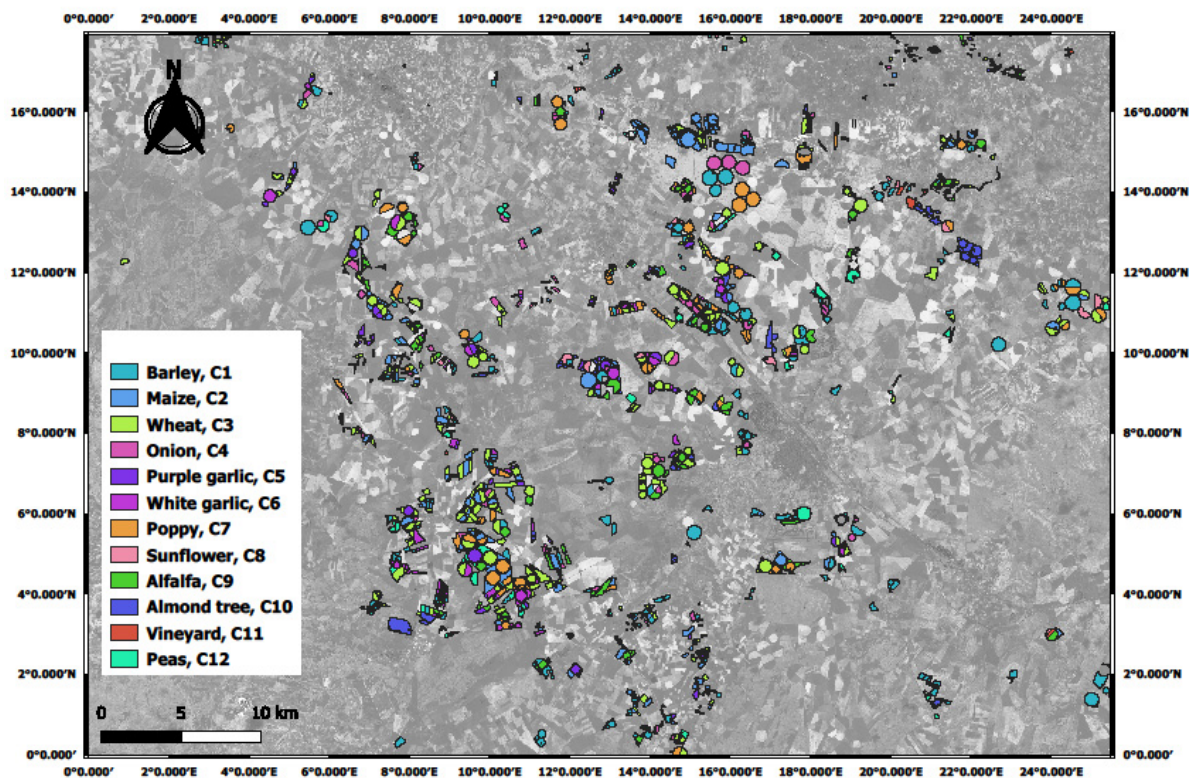 0°0.000′E 2°0.000′E 4°0.000′E 6°0.000′E 8°0.000′E 10°0.000′E 12°0.000′E 14°0.000′E 16°0.000′E 18°0.000′E 20°0.000′E 22°0.000′E 24°0.000′E
N
16°0.000′N 16°0.000′N
14°0.000′N 14°0.000′N
12°0.000′N 12°0.000′N
10°0.000′N 10°0.000′N
8°0.000′N 8°0.000′N
6°0.000′N 6°0.000′N
4°0.000′N 4°0.000′N
2°0.000′N 2°0.000′N
0°0.000′ 0°0.000′
Barley, C1
Maize, C2
Wheat, C3
Onion, C4
Purple garlic, C5
White garlic, C6
Poppy, C7
Sunflower, C8
Alfalfa, C9
Almond tree, C10
Vineyard, C11
Peas, C12
0 5 10 km
0°0.000′ 2°0.000′E 4°0.000′E 6°0.000′E 8°0.000′E 10°0.000′E 12°0.000′E 14°0.000′E 16°0.000′E 18°0.000′E 20°0.000′E 22°0.000′E 24°0.000′E